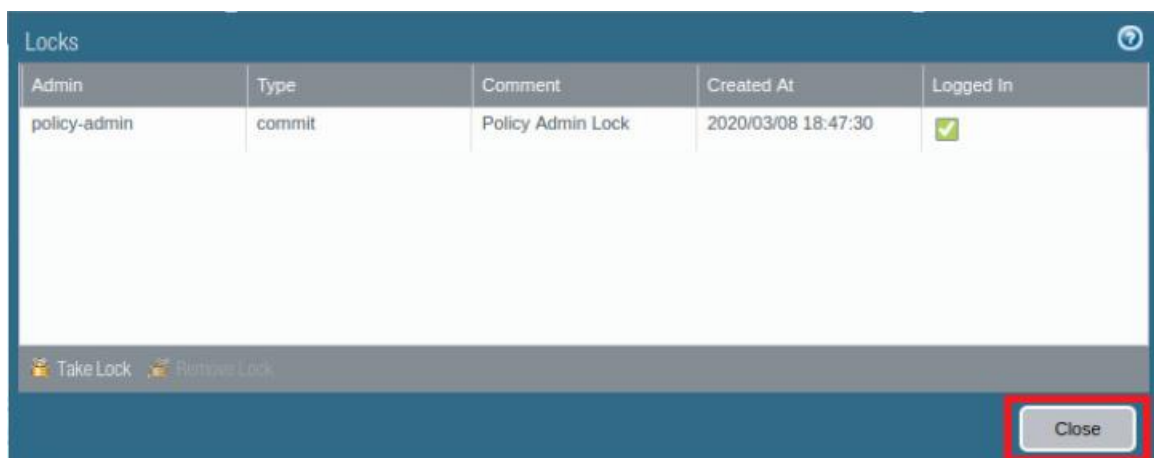 Locks
Admin Type Comment Created At Logged In
policy-admin commit Policy Admin Lock 2020/03/08 18:47:30
Take Lock Remove Lock
Close